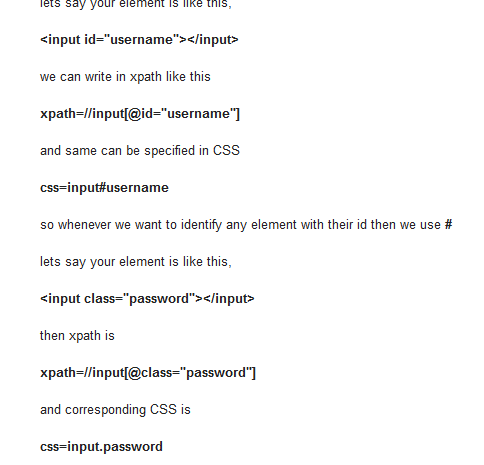 lets say your element is like this,
<input id="username"></input>
we can write in xpath like this
xpath=//input[@id="username"]
and same can be specified in CSS
css=input#username
so whenever we want to identify any element with their id then we use #
lets say your element is like this,
<input class="password"></input>
then xpath is
xpath=//input[@class="password"]
and corresponding CSS is
css=input.password